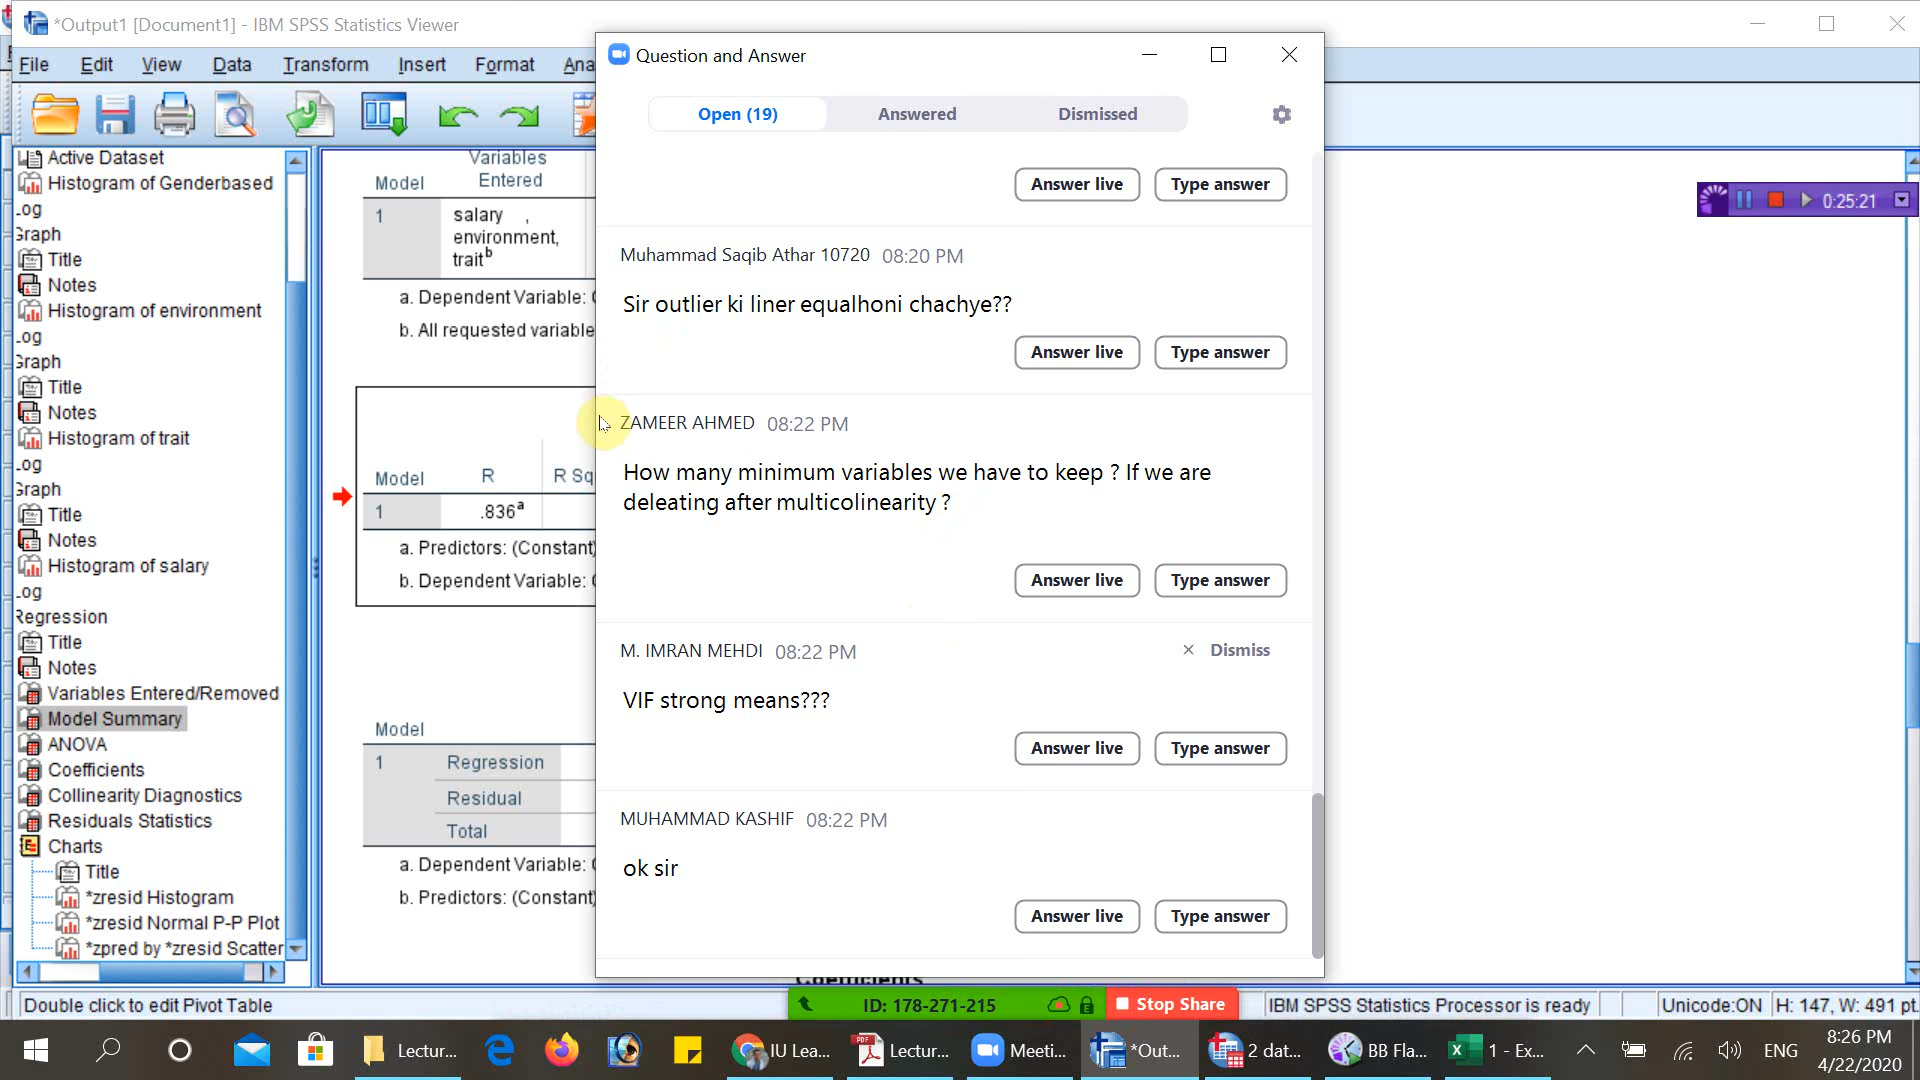 *Output1 [Document1] - IBM SPSS Statistics Viewer
File Edit View Data Transform Insert Format Ana
Active Dataset
Histogram of Genderbased
Log
Graph
Title
Notes
Histogram of environment
Log
Graph
Title
Notes
Histogram of trait
Log
Graph
Title
Notes
Histogram of salary
Log
Regression
Title
Notes
Variables Entered/Removed
Model Summary
ANOVA
Coefficients
Collinearity Diagnostics
Residuals Statistics
Charts
Title
*zresid Histogram
*zresid Normal P-P Plot
*zpred by *zresid Scatter
Variables
Model Entered
1 salary ,
environment,
trait b
a. Dependent Variable:
b. All requested variable
Model R R Sq
1 .836 a
a. Predictors: (Constant)
b. Dependent Variable:
Model
1 Regression
Residual
Total
a. Dependent Variable:
b. Predictors: (Constant)
Coefficients
Question and Answer
Open (19) Answered Dismissed
Answer live Type answer
Muhammad Saqib Athar 10720 08:20 PM
Sir outlier ki liner equalhoni chachye??
Answer live Type answer
ZAMEER AHMED 08:22 PM
How many minimum variables we have to keep ? If we are
deleating after multicolinearity ?
Answer live Type answer
M. IMRAN MEHDI 08:22 PM × Dismiss
VIF strong means???
Answer live Type answer
MUHAMMAD KASHIF 08:22 PM
ok sir
Answer live Type answer
0:25:21
Double click to edit Pivot Table
ID: 178-271-215 Stop Share
IBM SPSS Statistics Processor is ready Unicode:ON H: 147, W: 491 pt.
Lectur... IU Lea... PDF Lectur... Meeti... *Out... 2 dat... BB Fla... 1 - Ex... ENG
8:26 PM
4/22/2020